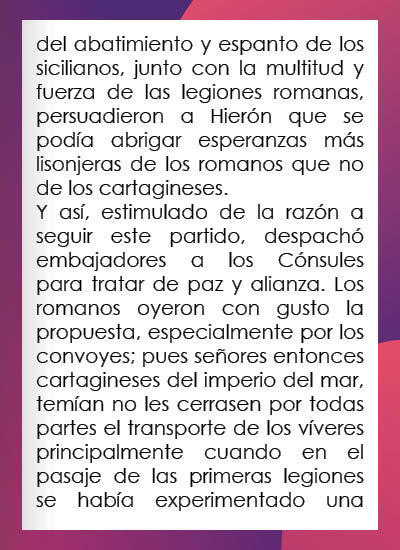 del abatimiento y espanto de los
sicilianos, junto con la multitud y
fuerza de las legiones romanas,
persuadieron a Hierón que se
podía abrigar esperanzas más
lisonjeras de los romanos que no
de los cartagineses.
Y así, estimulado de la razón a
seguir este partido, despachó
embajadores a los Cónsules
para tratar de paz y alianza. Los
romanos oyeron con gusto la
propuesta, especialmente por los
convoyes; pues señores entonces
cartagineses del imperio del mar,
temían no les cerrasen por todas
partes el transporte de los víveres
principalmente cuando en el
pasaje de las primeras legiones
se había experimentado una